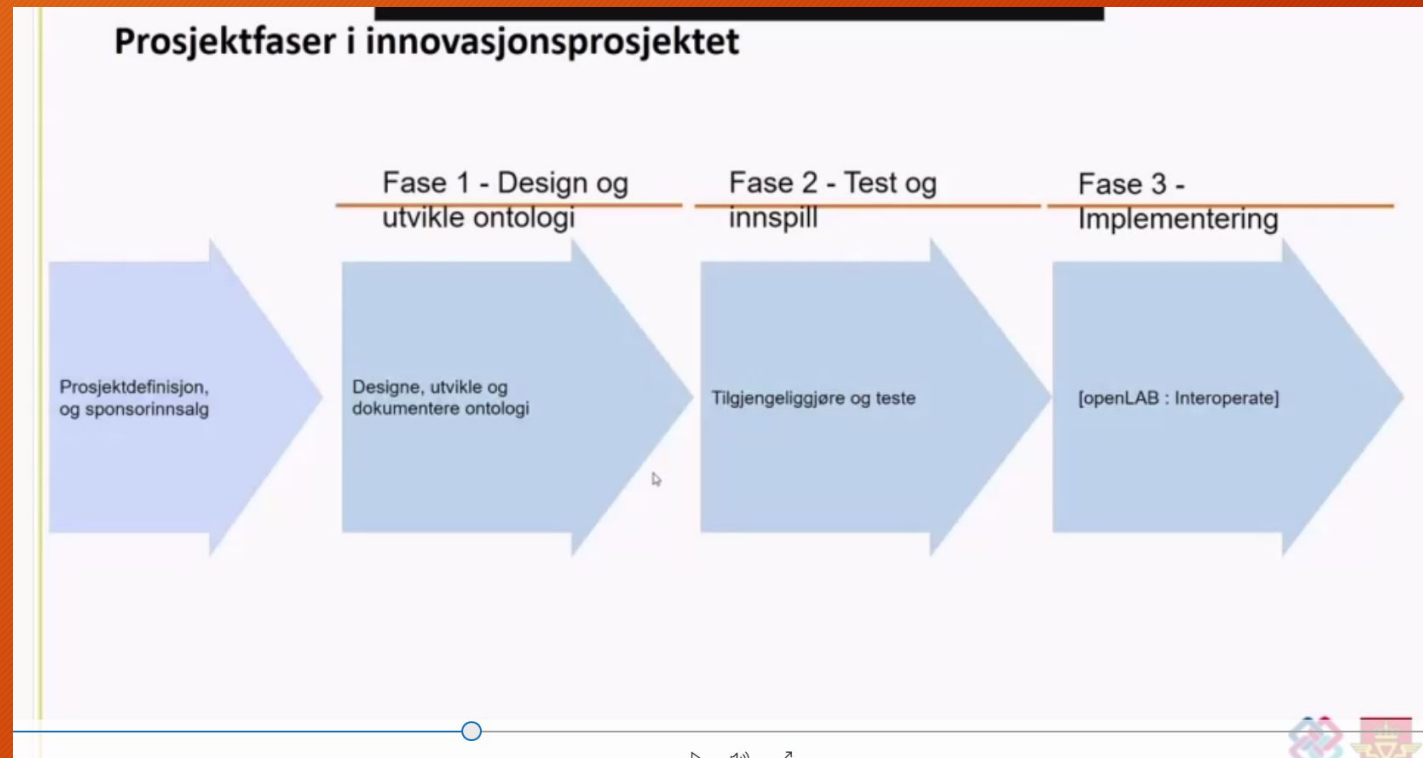 Prosjektfaser i innovasjonsprosjektet
Fase 1 - Design og
utvikle ontologi
Fase 2 - Test og
innspill
Fase 3 -
Implementering
Prosjektdefinisjon,
og sponsorinnsalg
Designe, utvikle og
dokumentere ontologi
Tilgjengeliggjøre og teste
[openLAB : Interoperate]